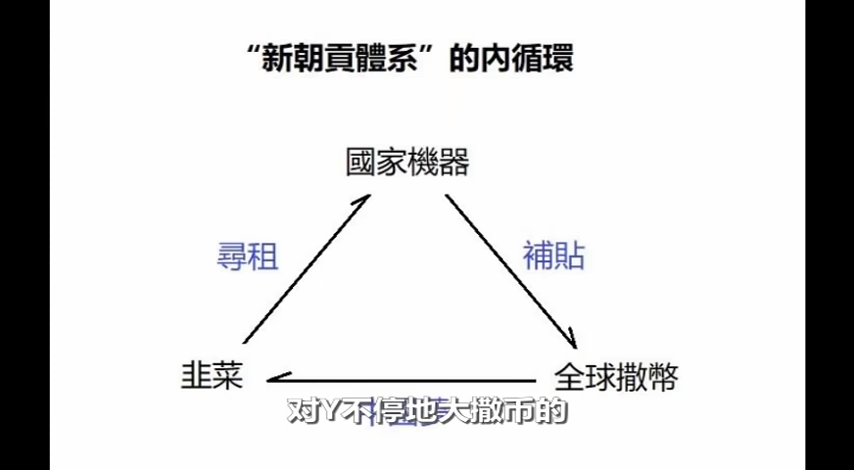 “新朝貢體系”的内循環
國家機器
尋租
補貼
韭菜
全球撒幣
对Y不停地大撒币的